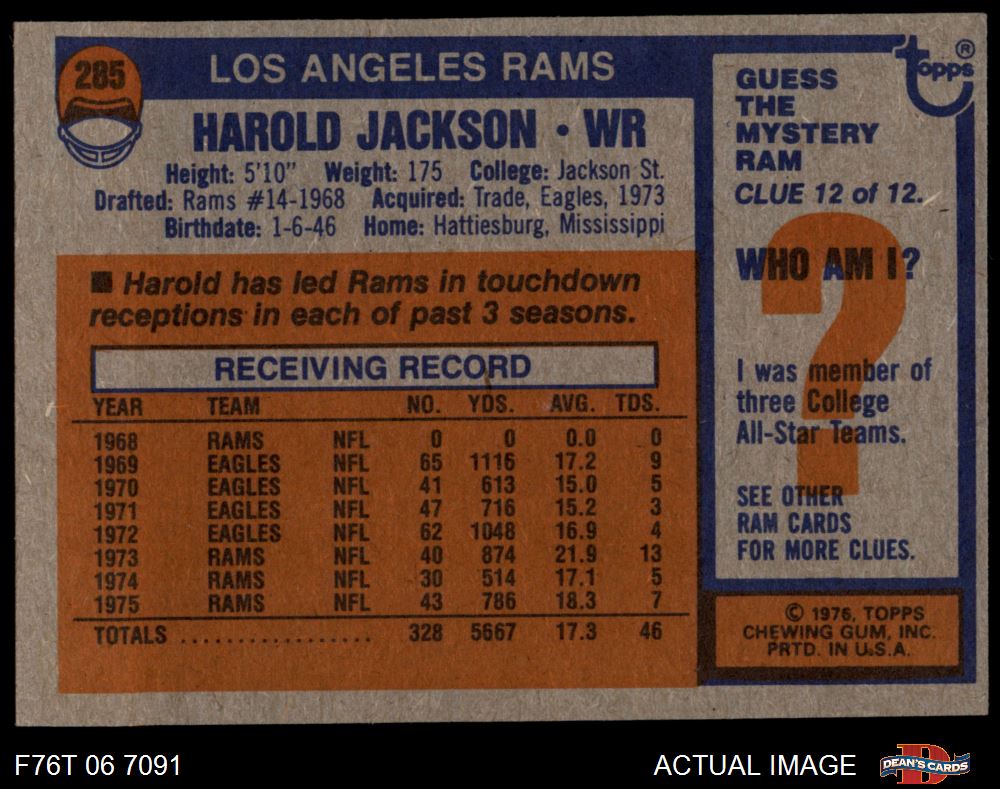 285
LOS ANGELES RAMS
HAROLD JACKSON • WR
Height: 5'10" Weight: 175 College: Jackson St.
Drafted: Rams #14-1968 Acquired: Trade, Eagles, 1973
Birthdate: 1-6-46 Home: Hattiesburg, Mississippi
■ Harold has led Rams in touchdown
receptions in each of past 3 seasons.
RECEIVING RECORD
YEAR TEAM NO. YDS. AVG. TDS.
1968 RAMS NFL 0 0 0.0 0
1969 EAGLES NFL 65 1116 17.2 9
1970 EAGLES NFL 41 613 15.0 5
1971 EAGLES NFL 47 716 15.2 3
1972 EAGLES NFL 62 1048 16.9 4
1973 RAMS NFL 40 874 21.9 13
1974 RAMS NFL 30 514 17.1 5
1975 RAMS NFL 43 786 18.3 7
TOTALS .................. 328 5667 17.3 46
topps ®
GUESS
THE
MYSTERY
RAM
CLUE 12 of 12.
WHO AM I?
?
I was member of
three College
All-Star Teams.
SEE OTHER
RAM CARDS
FOR MORE CLUES.
© 1976, TOPPS
CHEWING GUM, INC.
PRTD. IN U.S.A.
F76T 06 7091
ACTUAL IMAGE
D
DEAN'S CARDS